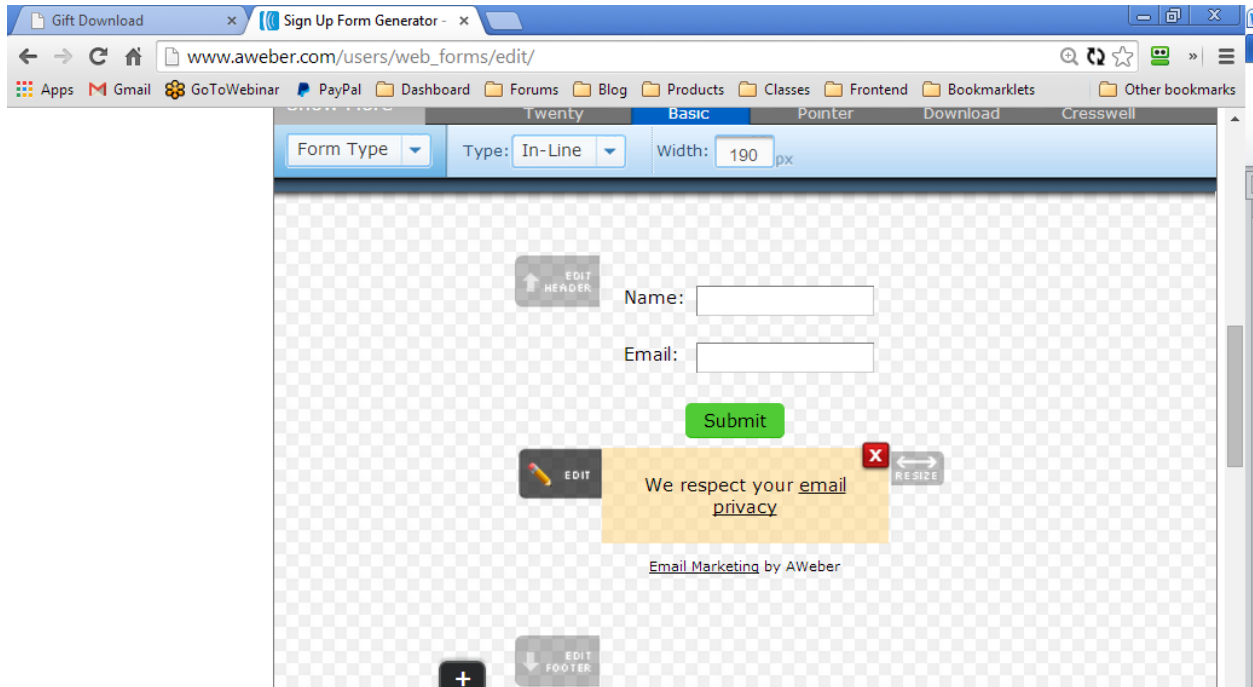 Gift Download
Sign Up Form Generator -
www.aweber.com/users/web_forms/edit/
Apps Gmail GoToWebinar PayPal Dashboard Forums Blog Products Classes Frontend Bookmarklets Other bookmarks
Show More Twenty Basic Pointer Download Cresswell
Form Type Type: In-Line Width: 190 px
EDIT
HEADER
Name:
Email:
Submit
EDIT
X
RESIZE
We respect your email
privacy
Email Marketing by AWeber
EDIT
FOOTER
+